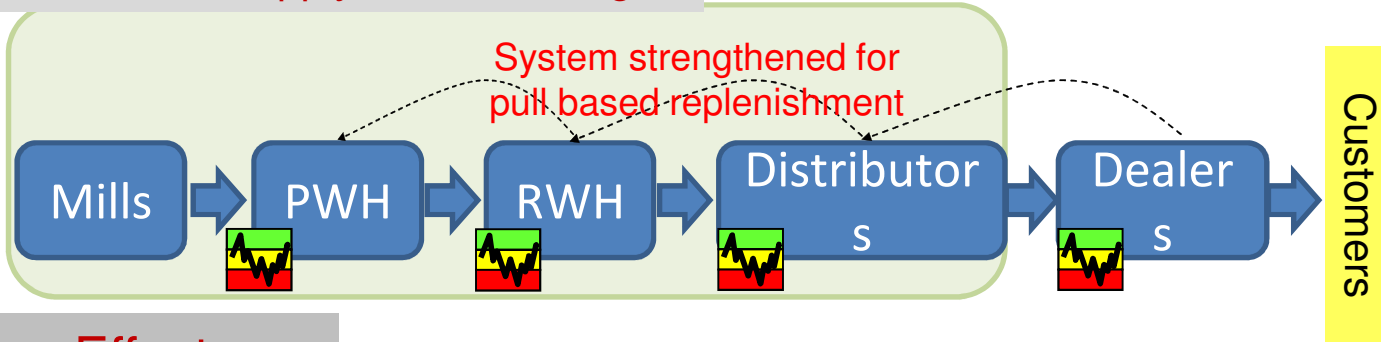 System strengthened for
pull based replenishment
Mills
PWH
RWH
Distributor
s
Dealer
s
Customers